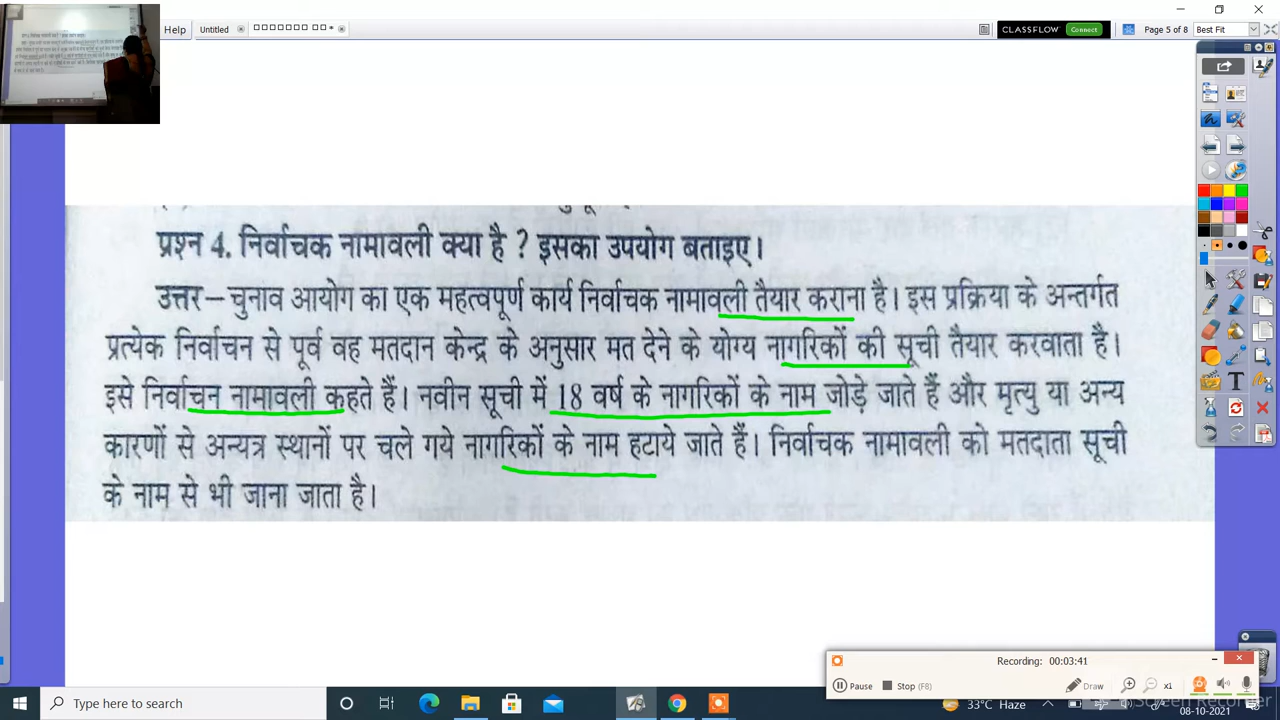 Help
Untitled
CLASSFLOW Connect
Page 5 of 8
Best Fit
प्रश्न 4. निर्वाचक नामावली क्या है ? इसका उपयोग बताइए।
उत्तर – चुनाव आयोग का एक महत्वपूर्ण कार्य निर्वाचक नामावली तैयार कराना है। इस प्रक्रिया के अन्तर्गत
प्रत्येक निर्वाचन से पूर्व वह मतदान केन्द्र के अनुसार मत देने के योग्य नागरिकों की सूची तैयार करवाता है।
इसे निर्वाचन नामावली कहते हैं। नवीन सूची में 18 वर्ष के नागरिकों के नाम जोड़े जाते हैं और मृत्यु या अन्य
कारणों से अन्यत्र स्थानों पर चले गये नागरिकों के नाम हटाये जाते हैं। निर्वाचक नामावली को मतदाता सूची
के नाम से भी जाना जाता है।
Recording: 00:03:41
Pause
Stop (F8)
Draw
x1
Screen Recorder
Type here to search
33°C Haze
08-10-2021